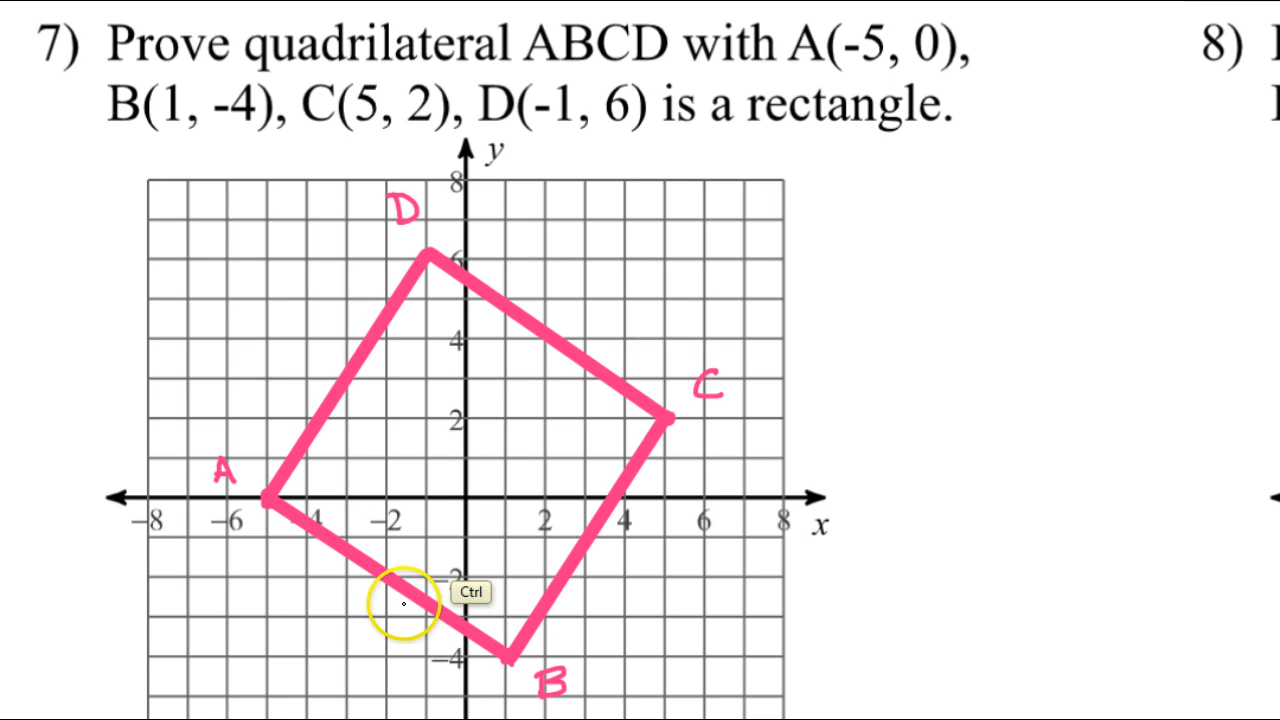 7) Prove quadrilateral ABCD with A(-5, 0),
B(1, -4), C(5, 2), D(-1, 6) is a rectangle.
8)
y
8
D
6
4
C
2
A
–8 –6 –2 2 4 6 8 x
Ctrl
–4
B